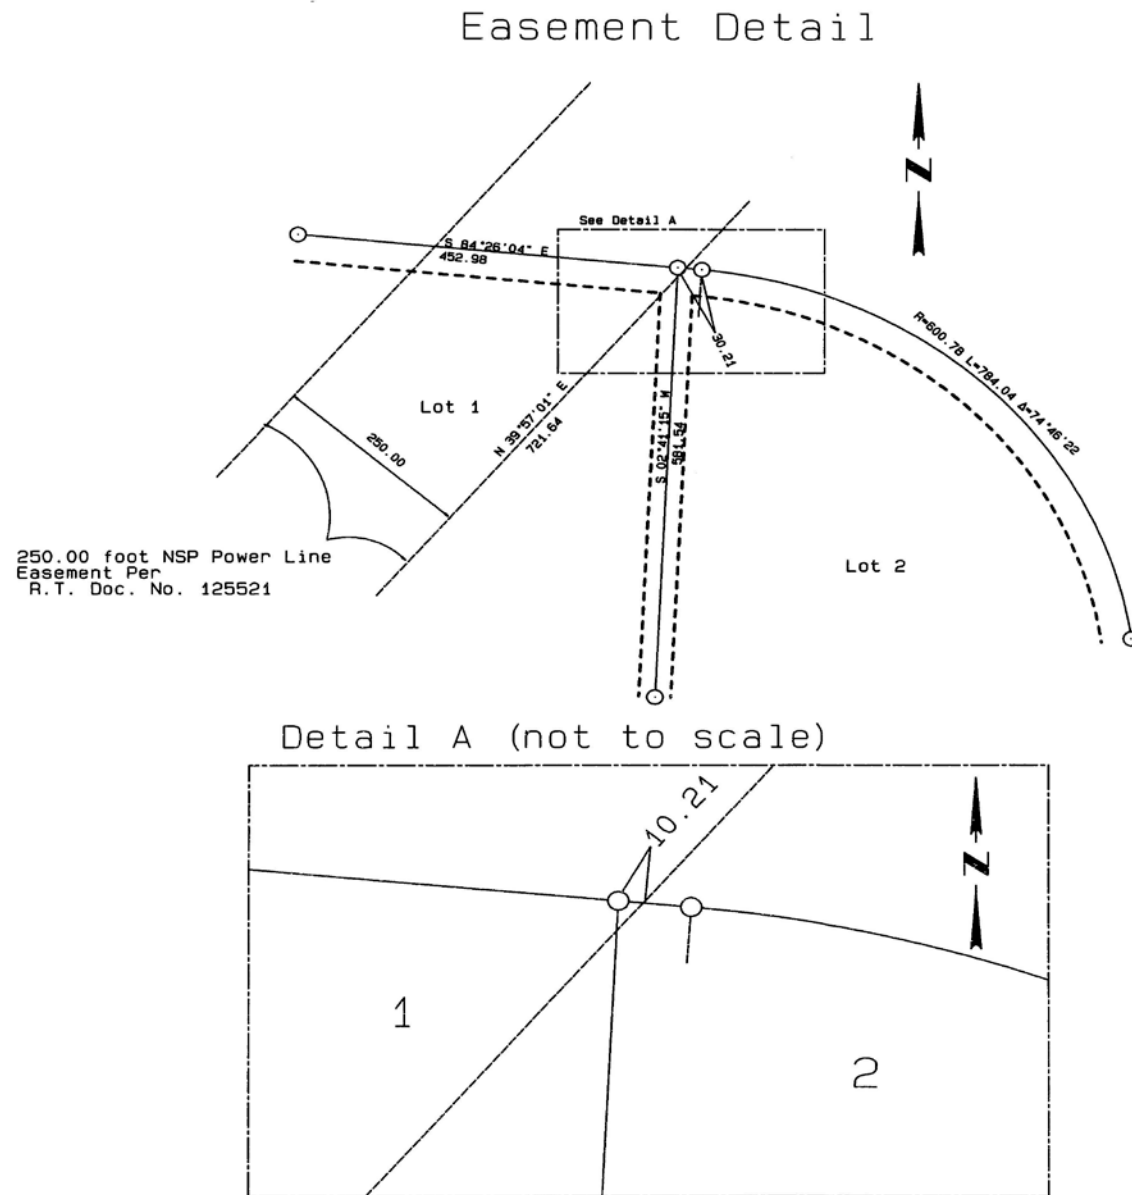 Easement Detail
N
See Detail A
S 84°26'04" E
452.98
30.21
R=600.78 L=784.04 Δ=74°46'22
Lot 1
N 39°57'01" E
721.64
S 02°41'15" W
581.54
250.00
250.00 foot NSP Power Line
Easement Per
R.T. Doc. No. 125521
Lot 2
Detail A (not to scale)
10.21
N
1
2